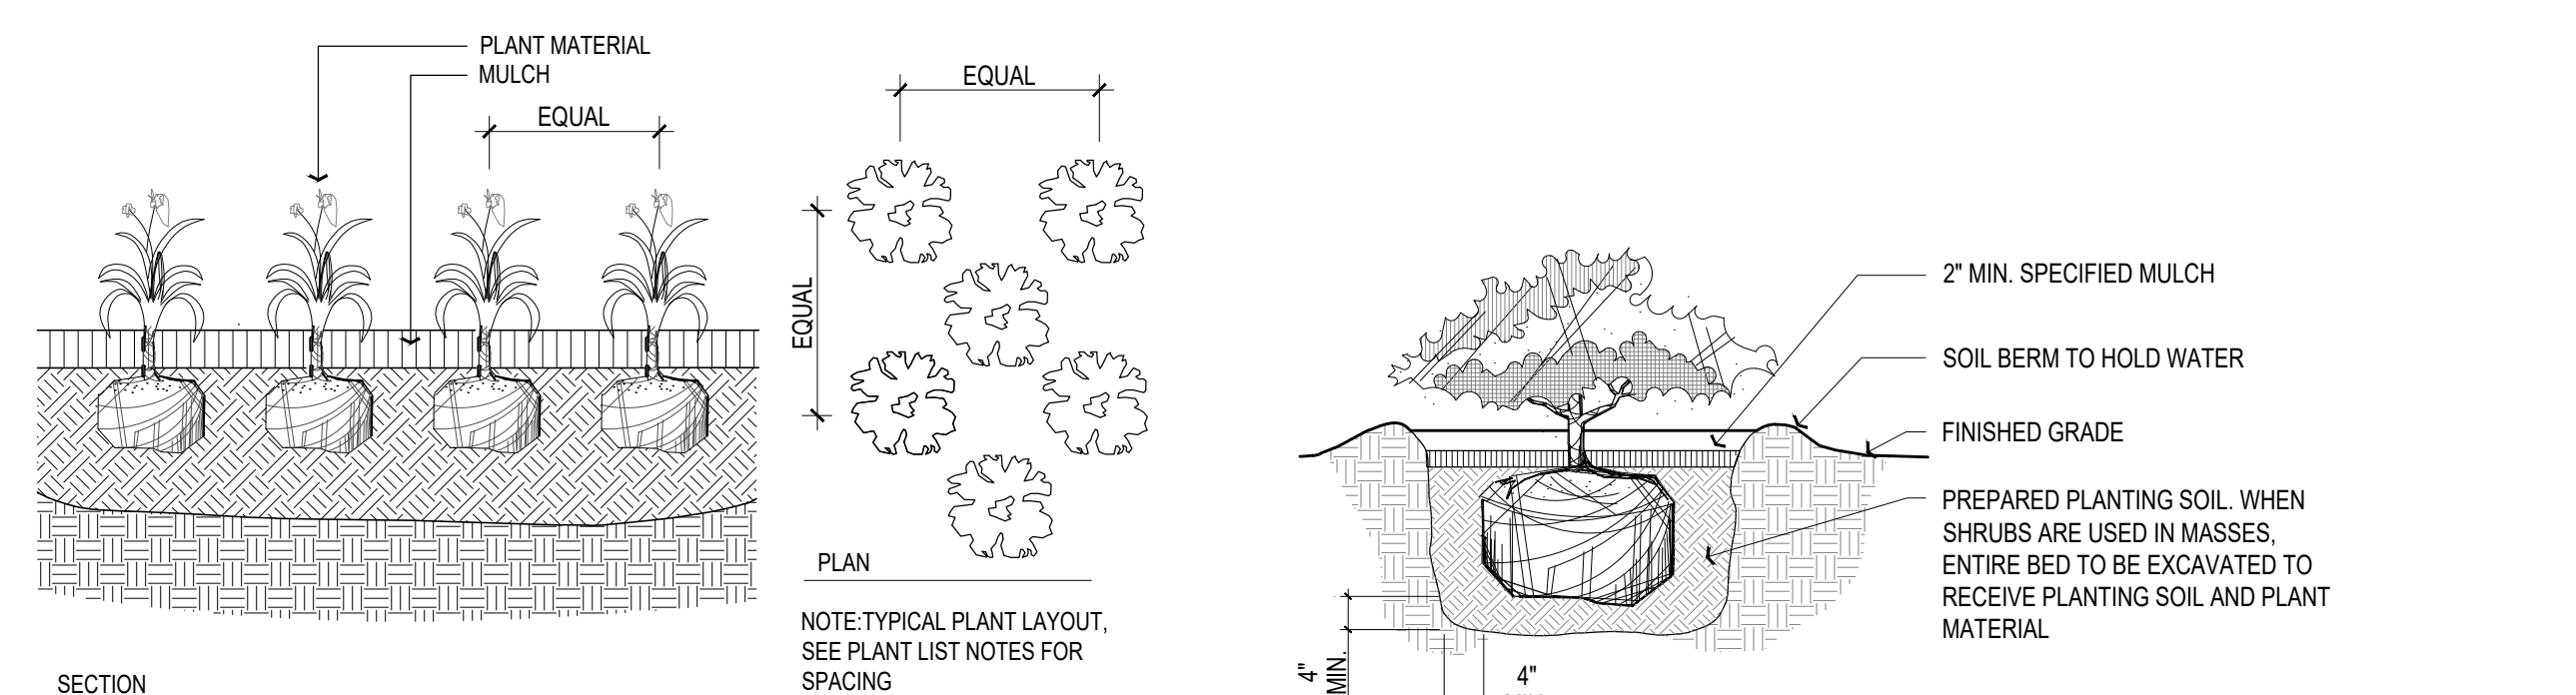 PLANT MATERIAL
MULCH
EQUAL
SECTION
EQUAL
EQUAL
PLAN
NOTE:TYPICAL PLANT LAYOUT,
SEE PLANT LIST NOTES FOR
SPACING
2" MIN. SPECIFIED MULCH
SOIL BERM TO HOLD WATER
FINISHED GRADE
PREPARED PLANTING SOIL. WHEN
SHRUBS ARE USED IN MASSES,
ENTIRE BED TO BE EXCAVATED TO
RECEIVE PLANTING SOIL AND PLANT
MATERIAL
4"
MIN.
4"